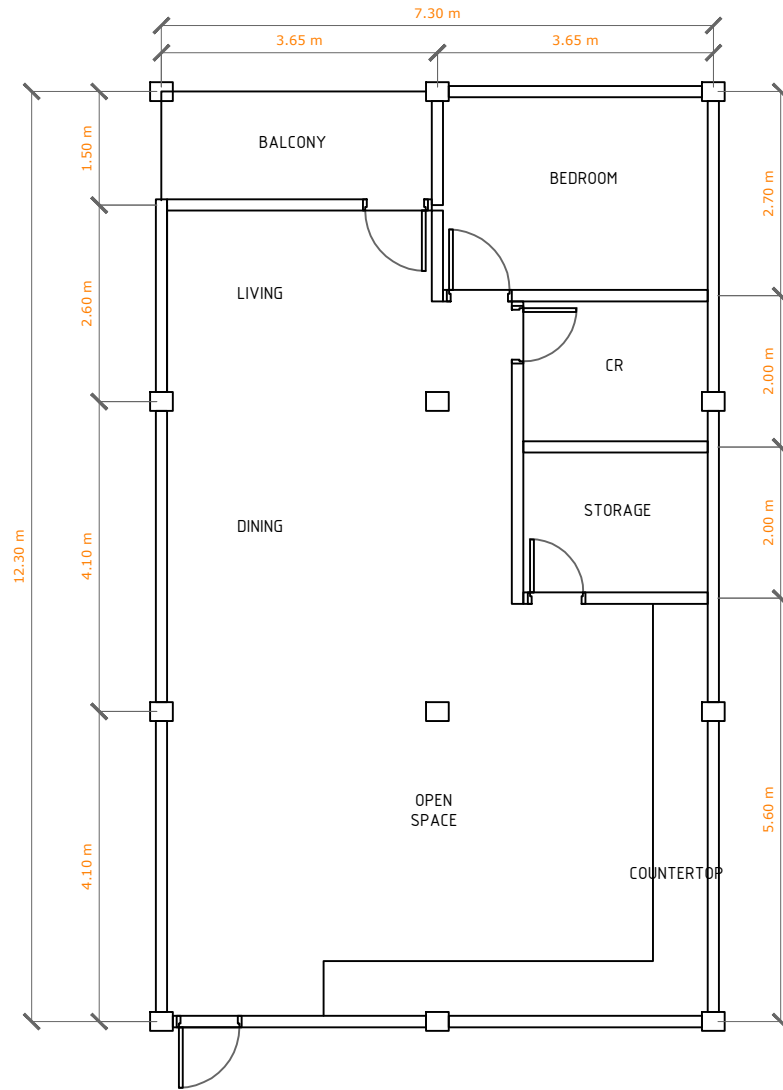 7.30 m
3.65 m
3.65 m
BALCONY
BEDROOM
1.50 m
2.70 m
LIVING
2.60 m
CR
2.00 m
STORAGE
DINING
2.00 m
12.30 m
4.10 m
OPEN
SPACE
COUNTERTOP
5.60 m
4.10 m